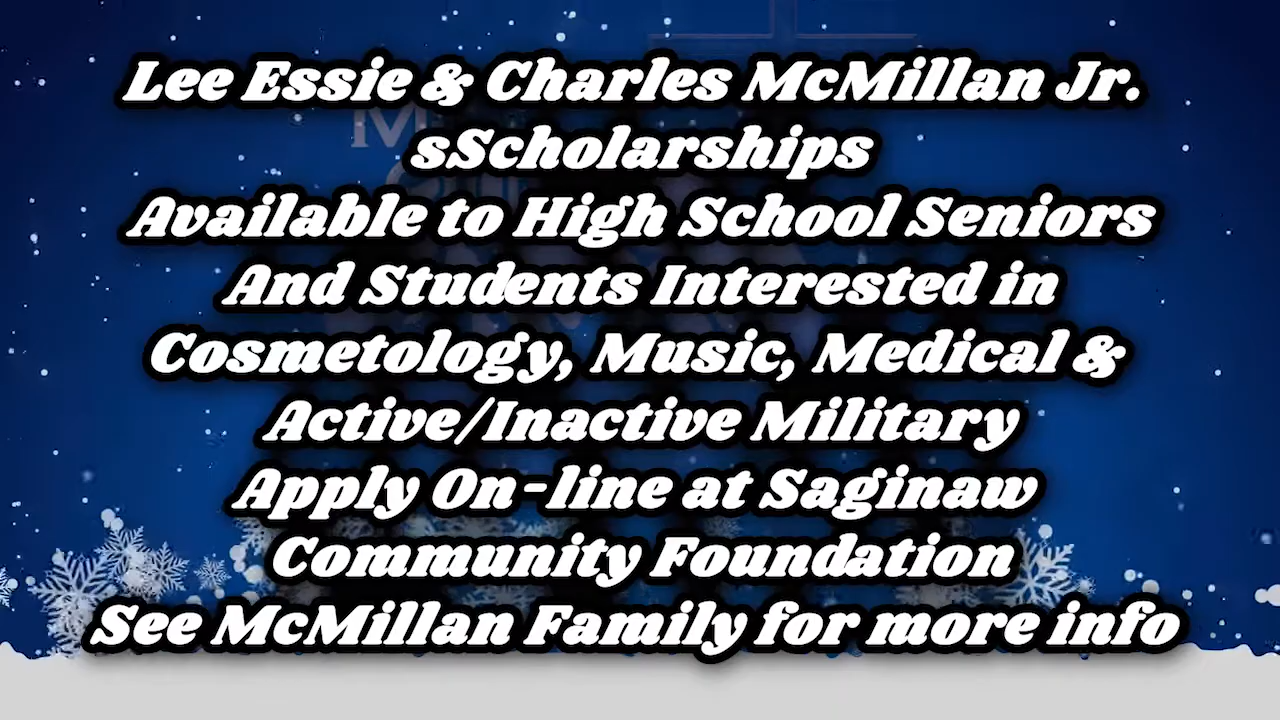 Lee Essie & Charles McMillan Jr.
sScholarships
Available to High School Seniors
And Students Interested in
Cosmetology, Music, Medical &
Active/Inactive Military
Apply On-line at Saginaw
Community Foundation
See McMillan Family for more info